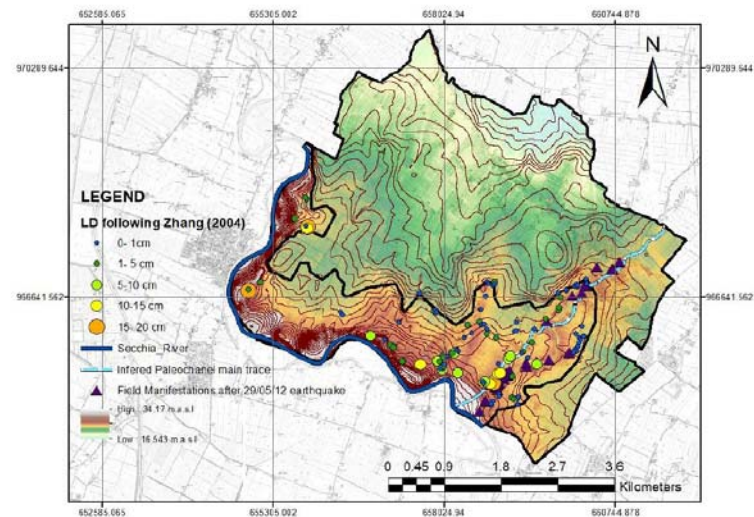 652585.065 655305.002 658024.94 660744.878
970289.644 970289.644
N
LEGEND
LD following Zhang (2004)
0- 1cm
1- 5 cm
5-10 cm
10-15 cm
15- 20 cm
Secchia_River
Infered Paleochanel main trace
Field Manifestations after 29/05/12 earthquake
High : 34.17 m a.s.l
Low : 16.543 m a.s.l
966641.562 966641.562
0 0.45 0.9 1.8 2.7 3.6
Kilometers
652585.065 655305.002 658024.94 660744.878